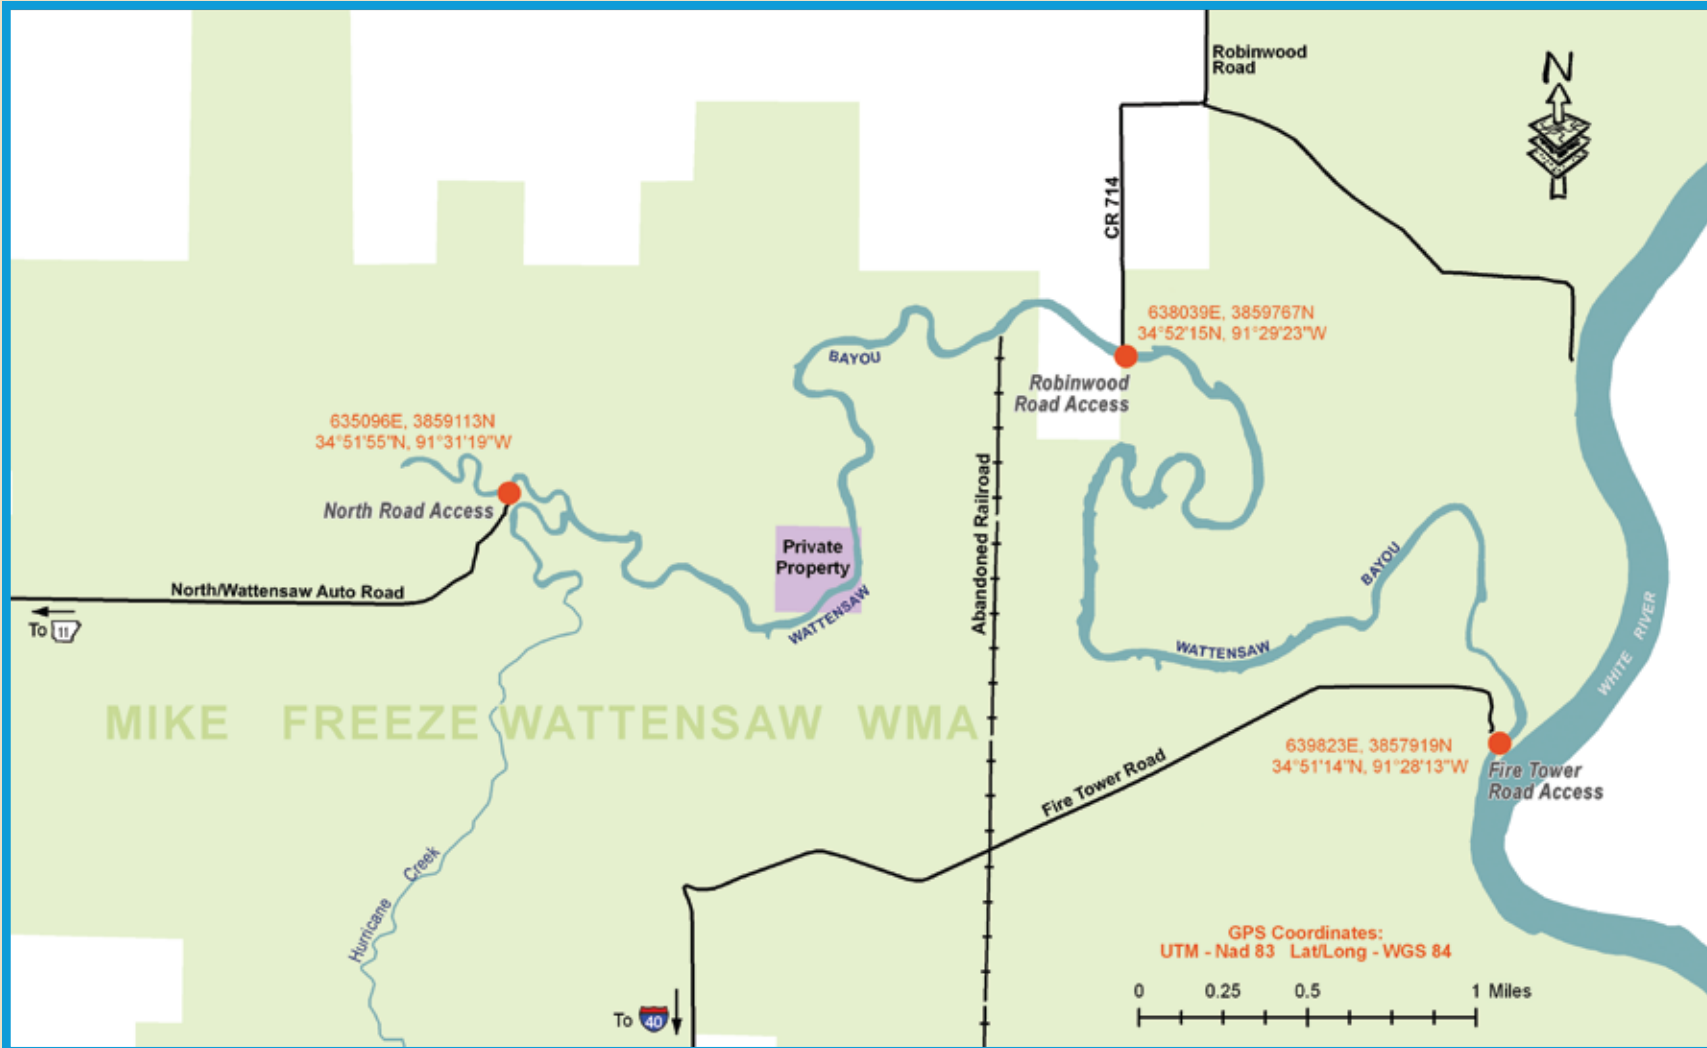 Robinwood
Road
N
CR 714
638039E, 3859767N
34°52'15N, 91°29'23"W
BAYOU
Robinwood
Road Access
635096E, 3859113N
34°51'55"N, 91°31'19"W
North Road Access
Abandoned Railroad
Private
Property
BAYOU
North/Wattensaw Auto Road
WATTENSAW
To 11
WATTENSAW
WHITE RIVER
MIKE FREEZE WATTENSAW WMA
639823E, 3857919N
34°51'14"N, 91°28'13"W
Fire Tower
Road Access
Fire Tower Road
Hurricane Creek
GPS Coordinates:
UTM - Nad 83 Lat/Long - WGS 84
0 0.25 0.5 1 Miles
To 40